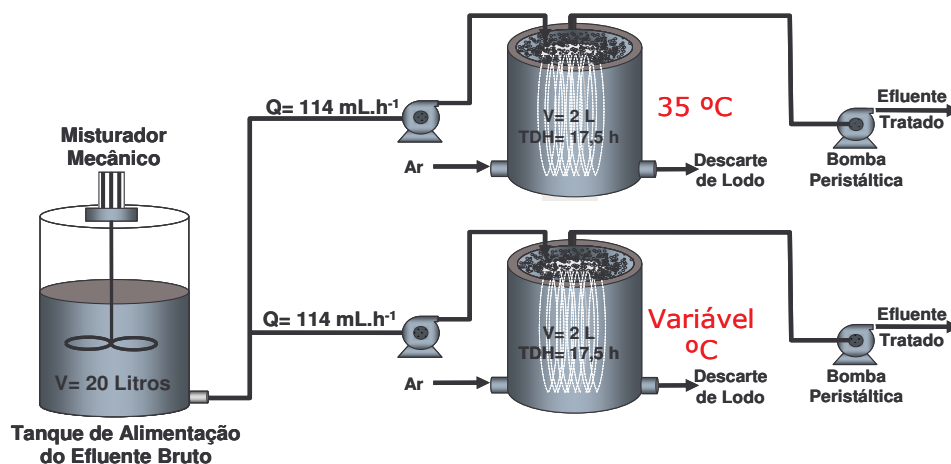 Misturador
Mecânico
V= 20 Litros
Tanque de Alimentação
do Efluente Bruto
Q= 114 mL.h⁻¹
Ar
V= 2 L
TDH= 17,5 h
35 ºC
Descarte
de Lodo
Efluente
Tratado
Bomba
Peristáltica
Q= 114 mL.h⁻¹
Ar
V= 2 L
TDH= 17,5 h
Variável
ºC
Descarte
de Lodo
Efluente
Tratado
Bomba
Peristáltica